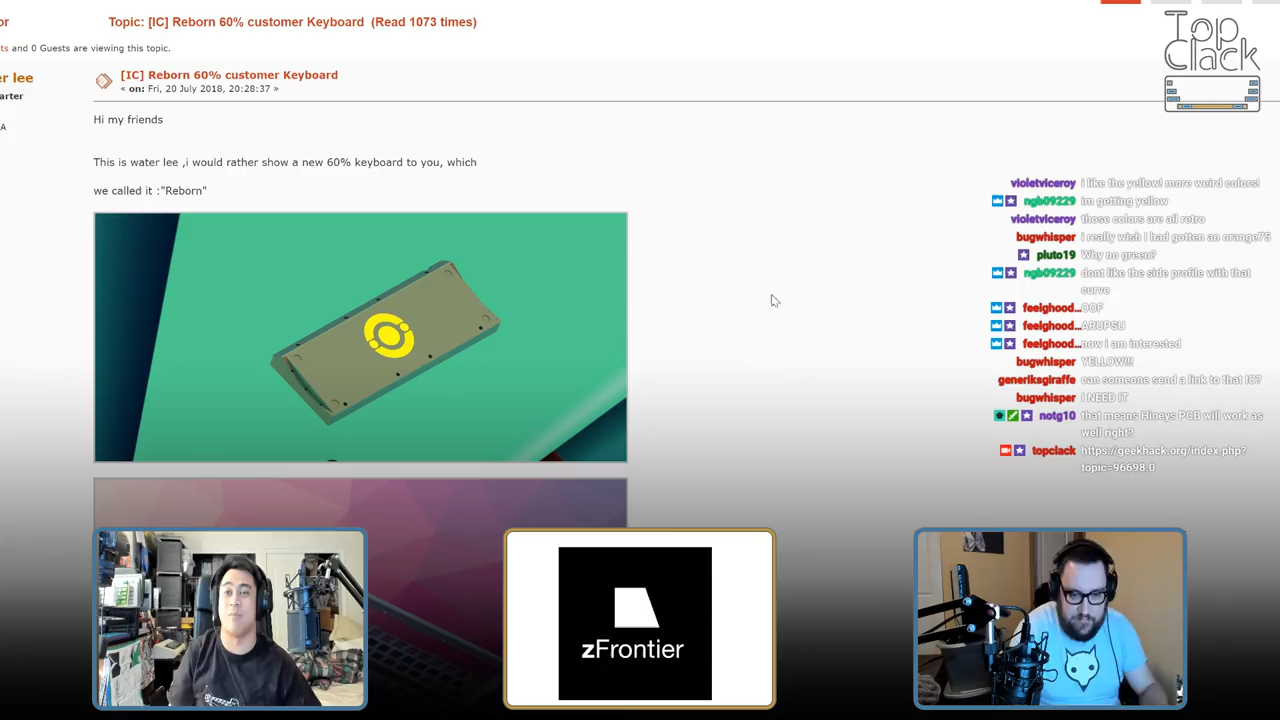 or
Topic: [IC] Reborn 60% customer Keyboard (Read 1073 times)
ts and 0 Guests are viewing this topic.
Top
Clack
er lee
arter
A
[IC] Reborn 60% customer Keyboard
« on: Fri, 20 July 2018, 20:28:37 »
Hi my friends
This is water lee ,i would rather show a new 60% keyboard to you, which
we called it :"Reborn"
violetviceroy i like the yellow! more weird colors!
ngb09229 im getting yellow
violetviceroy those colors are all retro
bugwhisper i really wish i had gotten an orange75
pluto19 Why no green?
ngb09229 dont like the side profile with that
curve
feelghood... OOF
feelghood... ARUPSU
feelghood... now i am interested
bugwhisper YELLOW!!!
generiksgiraffe can someone send a link to that IC?
bugwhisper I NEED IT
notg10 that means Hineys PCB will work as
well right?
topclack https://geekhack.org/index.php?
topic=96698.0
zFrontier